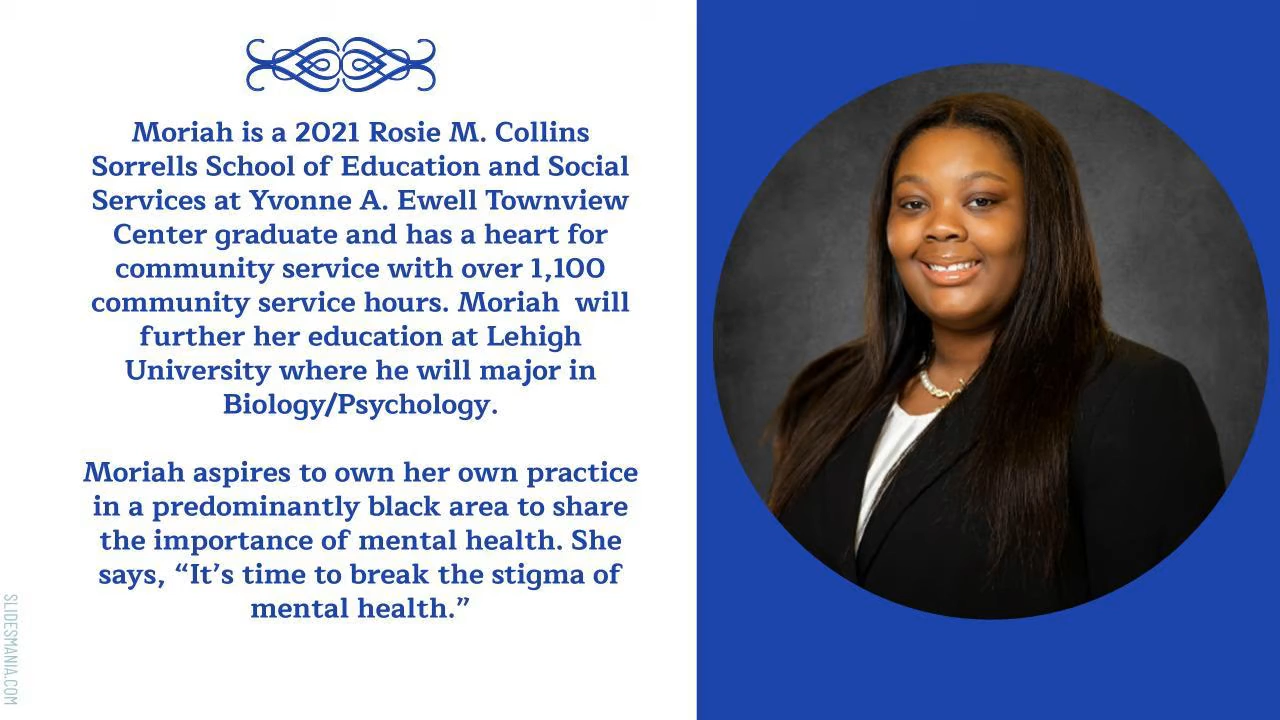 Moriah is a 2021 Rosie M. Collins
Sorrells School of Education and Social
Services at Yvonne A. Ewell Townview
Center graduate and has a heart for
community service with over 1,100
community service hours. Moriah  will
further her education at Lehigh
University where he will major in
Biology/Psychology.
Moriah aspires to own her own practice
in a predominantly black area to share
the importance of mental health. She
says, “It’s time to break the stigma of
mental health.”
SLIDESMANIA.COM